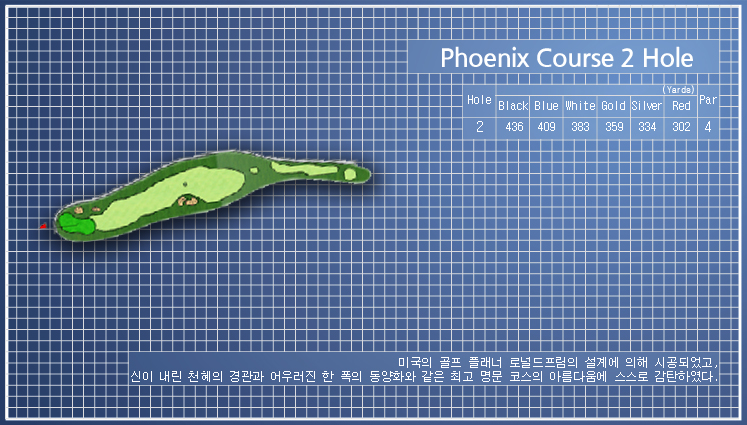 Phoenix Course 2 Hole
(Yards)
Hole Black Blue White Gold Silver Red Par
2 436 409 383 359 334 302 4
미국의 골프 플래너 로널드프림의 설계에 의해 시공되었고,
신이 내린 천혜의 경관과 어우러진 한 폭의 동양화와 같은 최고 명문 코스의 아름다움에 스스로 감탄하였다.